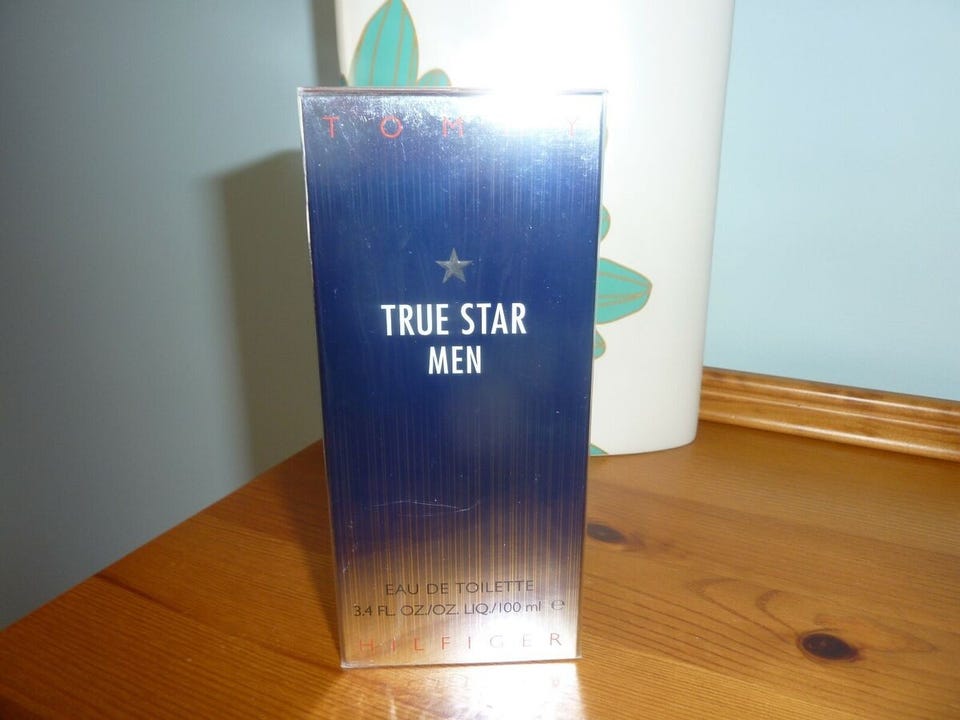 TOMMY
TRUE STAR
MEN
EAU DE TOILETTE
3.4 FL. OZ./OZ. LIQ./100 ml ℮
HILFIGER